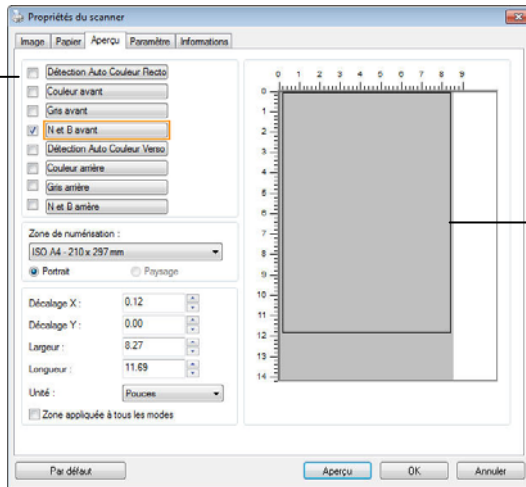 Propriétés du scanner
Image Papier Aperçu Paramètre Informations
Détection Auto Couleur Recto
Couleur avant
Gris avant
N et B avant
Détection Auto Couleur Verso
Couleur arrière
Gris arrière
N et B arrière
Zone de numérisation :
ISO A4 - 210 x 297 mm
Portrait Paysage
Décalage X : 0.12
Décalage Y : 0.00
Largeur : 8.27
Longueur : 11.69
Unité : Pouces
Zone appliquée à tous les modes
0 1 2 3 4 5 6 7 8 9
0
1
2
3
4
5
6
7
8
9
10
11
12
13
14
Par défaut Aperçu OK Annuler